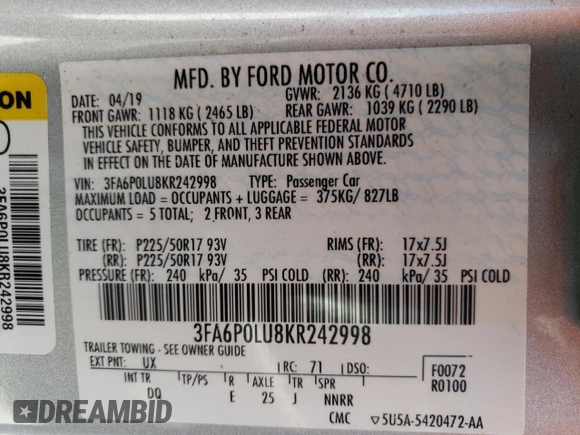 ON
MFD. BY FORD MOTOR CO.
04/19 GVWR: 2136 KG ( 4710 LB)
FRONT GAWR: 1118 KG ( 2465 LB) REAR GAWR: 1039 KG ( 2290 LB)
THIS VEHICLE CONFORMS TO ALL APPLICABLE FEDERAL MOTOR
VEHICLE SAFETY, BUMPER, AND THEFT PREVENTION STANDARDS
IN EFFECT ON THE DATE OF MANUFACTURE SHOWN ABOVE.
VIN: 3FA6P0LU8KR242998 TYPE: Passenger Car
MAXIMUM LOAD = OCCUPANTS + LUGGAGE = 375KG/ 827LB
OCCUPANTS = 5 TOTAL; 2 FRONT, 3 REAR
TIRE (FR): P225/50R17 93V RIMS (FR): 17x7.5J
(RR): P225/50R17 93V (RR): 17x7.5J
PRESSURE (FR): 240 kPa/ 35 PSI COLD (RR): 240 kPa/ 35 PSI COLD
3FA6P0LU8KR242998
TRAILER TOWING - SEE OWNER GUIDE
EXT PNT: UX RC: 71 DSO: F0072
INT TR TP/PS R AXLE TR SPR R0100
DQ E 25 J NNRR
CMC 5U5A-5420472-AA
3FA6P0LU8KR242998
DREAMBID